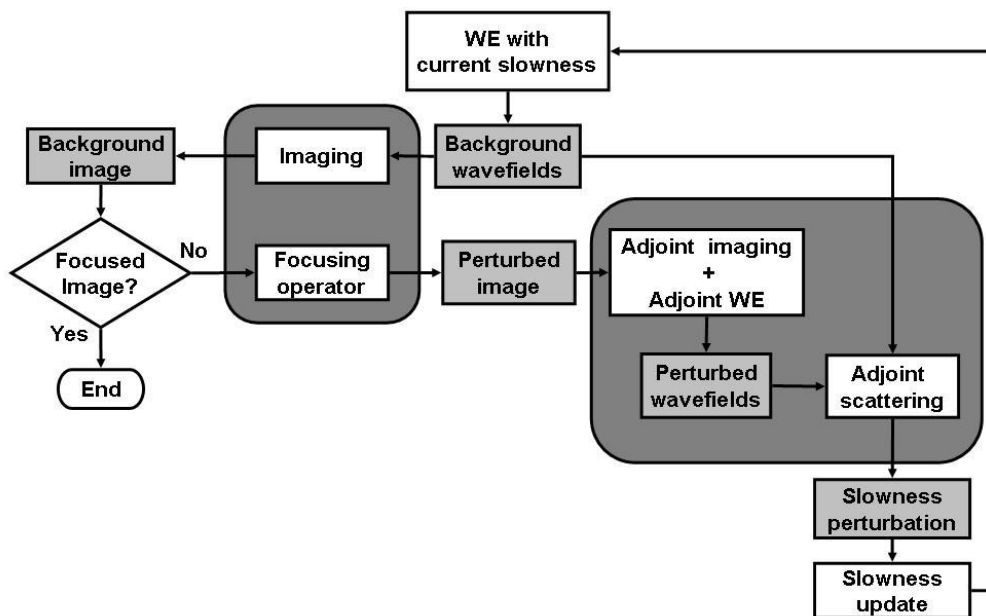 WE with
current slowness
Background
image
Imaging
Background
wavefields
No
Focused
Image?
Focusing
operator
Perturbed
image
Adjoint imaging
+
Adjoint WE
Yes
End
Perturbed
wavefields
Adjoint
scattering
Slowness
perturbation
Slowness
update